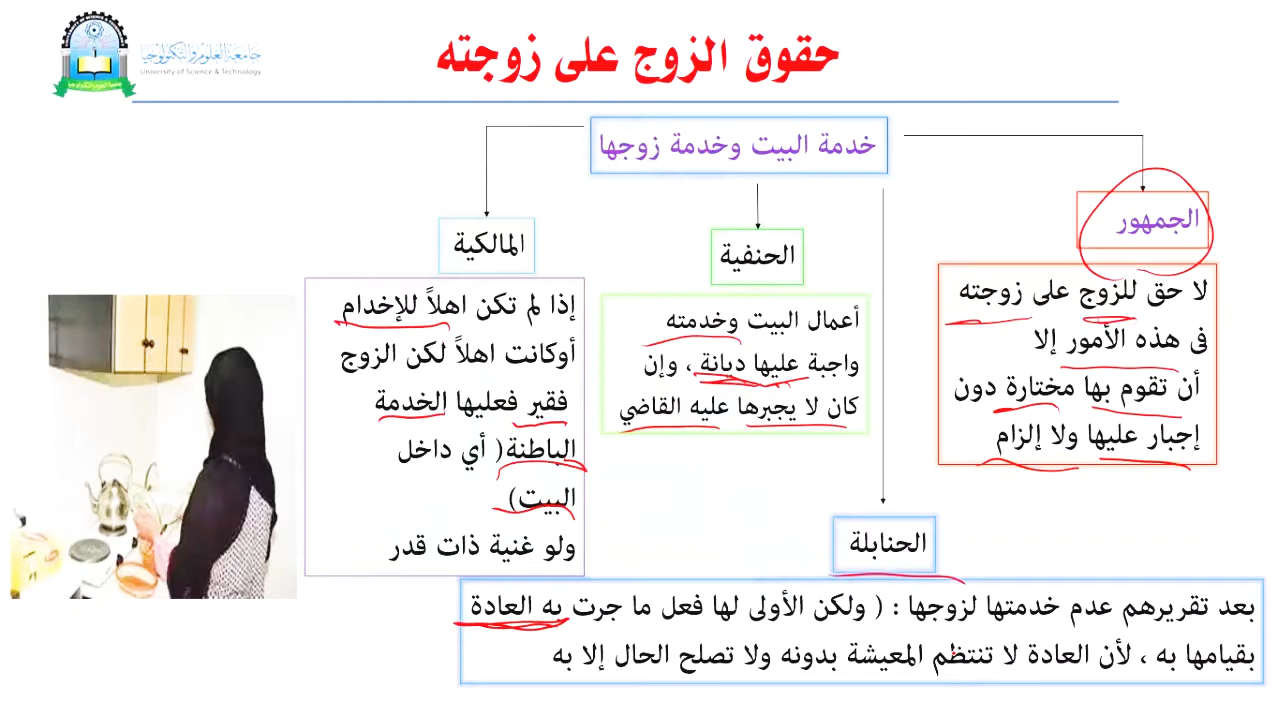 حقوق الزوج على زوجته
جامعة العلوم والتكنولوجيا
University of Science & Technology
خدمة البيت وخدمة زوجها
الجمهور
لا حق للزوج على زوجته
فى هذه الأمور إلا
أن تقوم بها مختارة دون
إجبار عليها ولا إلزام
الحنفية
أعمال البيت وخدمته
واجبة عليها ديانة ، وإن
كان لا يجبرها عليه القاضي
المالكية
إذا لم تكن اهلاً للإخدام
أوكانت اهلاً لكن الزوج
فقير فعليها الخدمة
الباطنة( أي داخل
البيت)
ولو غنية ذات قدر
الحنابلة
بعد تقريرهم عدم خدمتها لزوجها : ( ولكن الأولى لها فعل ما جرت به العادة
بقيامها به ، لأن العادة لا تنتظم المعيشة بدونه ولا تصلح الحال إلا به